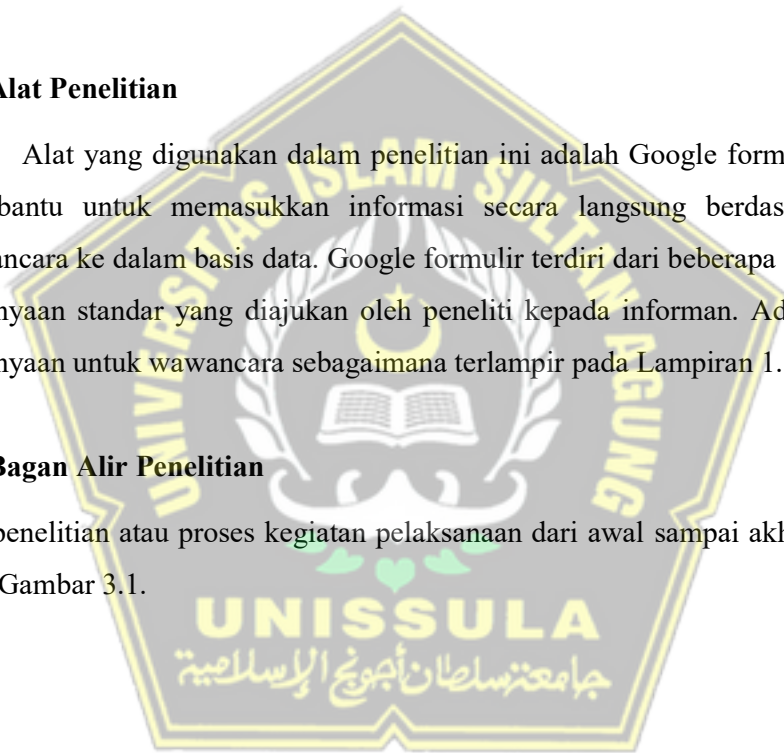 Alat Penelitian
Alat yang digunakan dalam penelitian ini adalah Google form
bantu untuk memasukkan informasi secara langsung berdas
ancara ke dalam basis data. Google formulir terdiri dari beberapa
nyaan standar yang diajukan oleh peneliti kepada informan. Ad
nyaan untuk wawancara sebagaimana terlampir pada Lampiran 1.
Bagan Alir Penelitian
penelitian atau proses kegiatan pelaksanaan dari awal sampai akh
Gambar 3.1.
UNIVERSITAS ISLAM SULTAN AGUNG
UNISSULA
جامعة سلطان أجونج الإسلامية